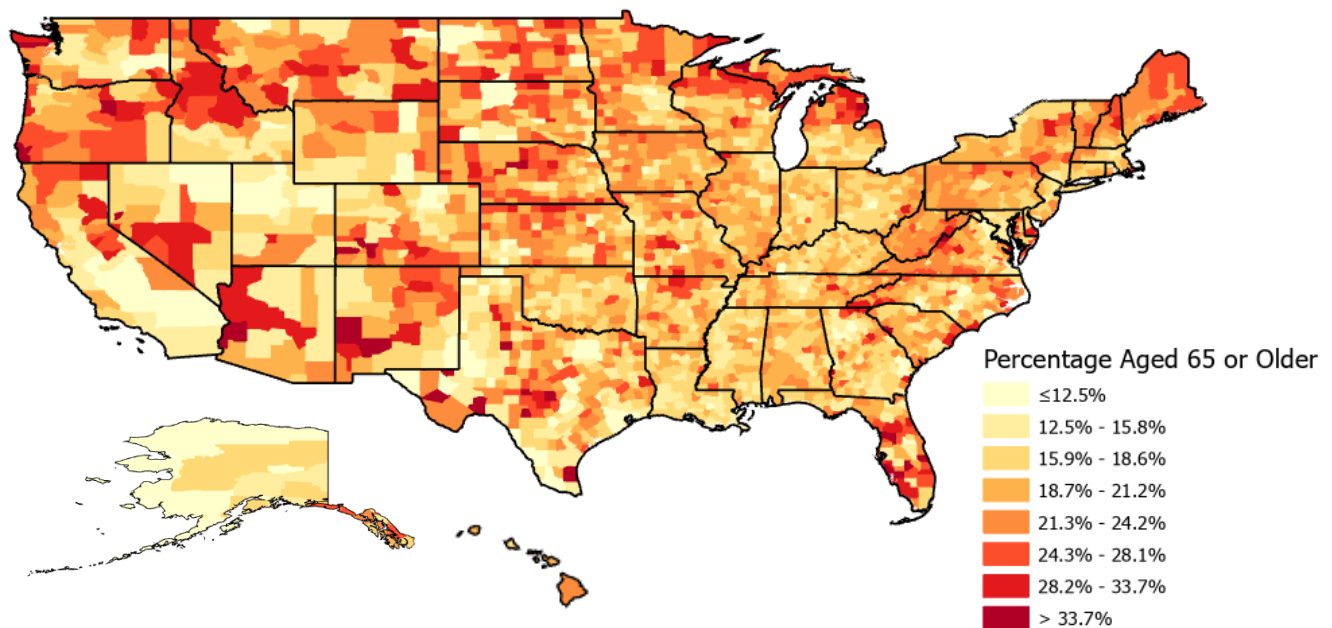 Percentage Aged 65 or Older
≤12.5%
12.5% - 15.8%
15.9% - 18.6%
18.7% - 21.2%
21.3% - 24.2%
24.3% - 28.1%
28.2% - 33.7%
> 33.7%